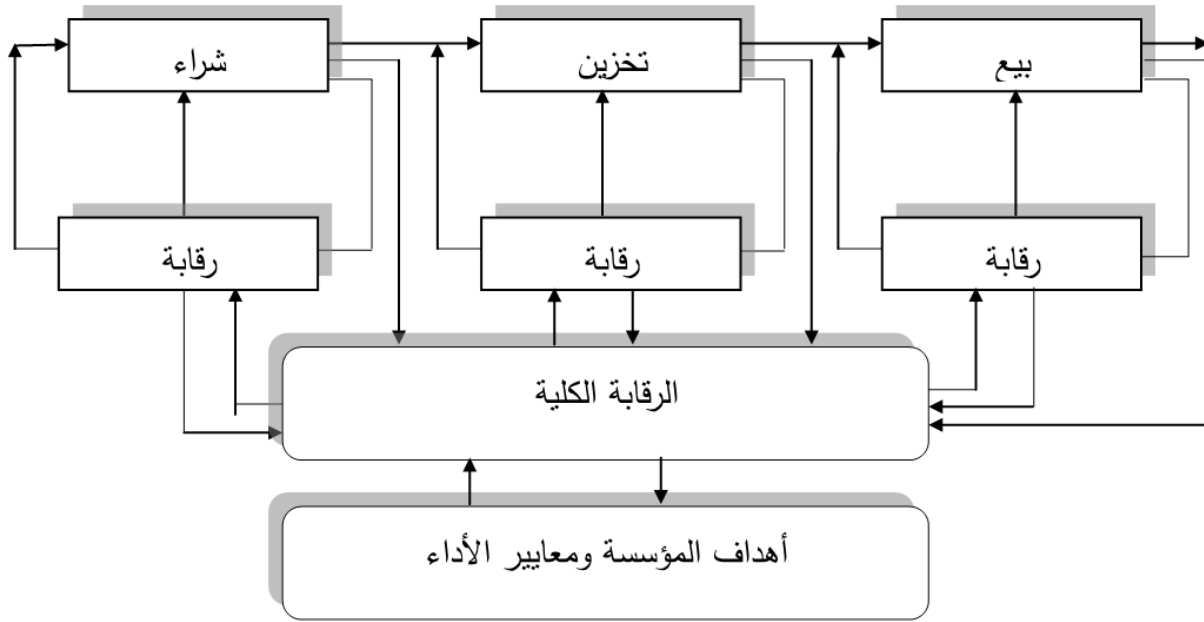 شراء
تخزين
بيع
رقابة
رقابة
رقابة
الرقابة الكلية
أهداف المؤسسة ومعايير الأداء